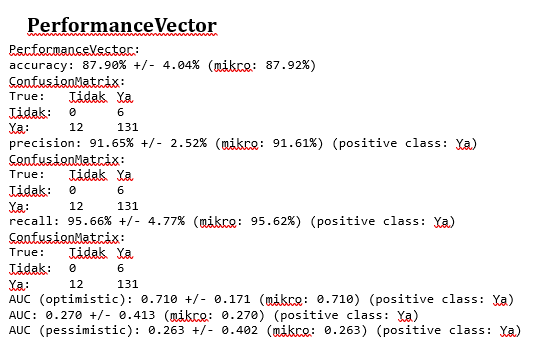 PerformanceVector
PerformanceVector:
accuracy: 87.90% +/- 4.04% (mikro: 87.92%)
ConfusionMatrix:
True: Tidak Ya
Tidak: 0 6
Ya: 12 131
precision: 91.65% +/- 2.52% (mikro: 91.61%) (positive class: Ya)
ConfusionMatrix:
True: Tidak Ya
Tidak: 0 6
Ya: 12 131
recall: 95.66% +/- 4.77% (mikro: 95.62%) (positive class: Ya)
ConfusionMatrix:
True: Tidak Ya
Tidak: 0 6
Ya: 12 131
AUC (optimistic): 0.710 +/- 0.171 (mikro: 0.710) (positive class: Ya)
AUC: 0.270 +/- 0.413 (mikro: 0.270) (positive class: Ya)
AUC (pessimistic): 0.263 +/- 0.402 (mikro: 0.263) (positive class: Ya)